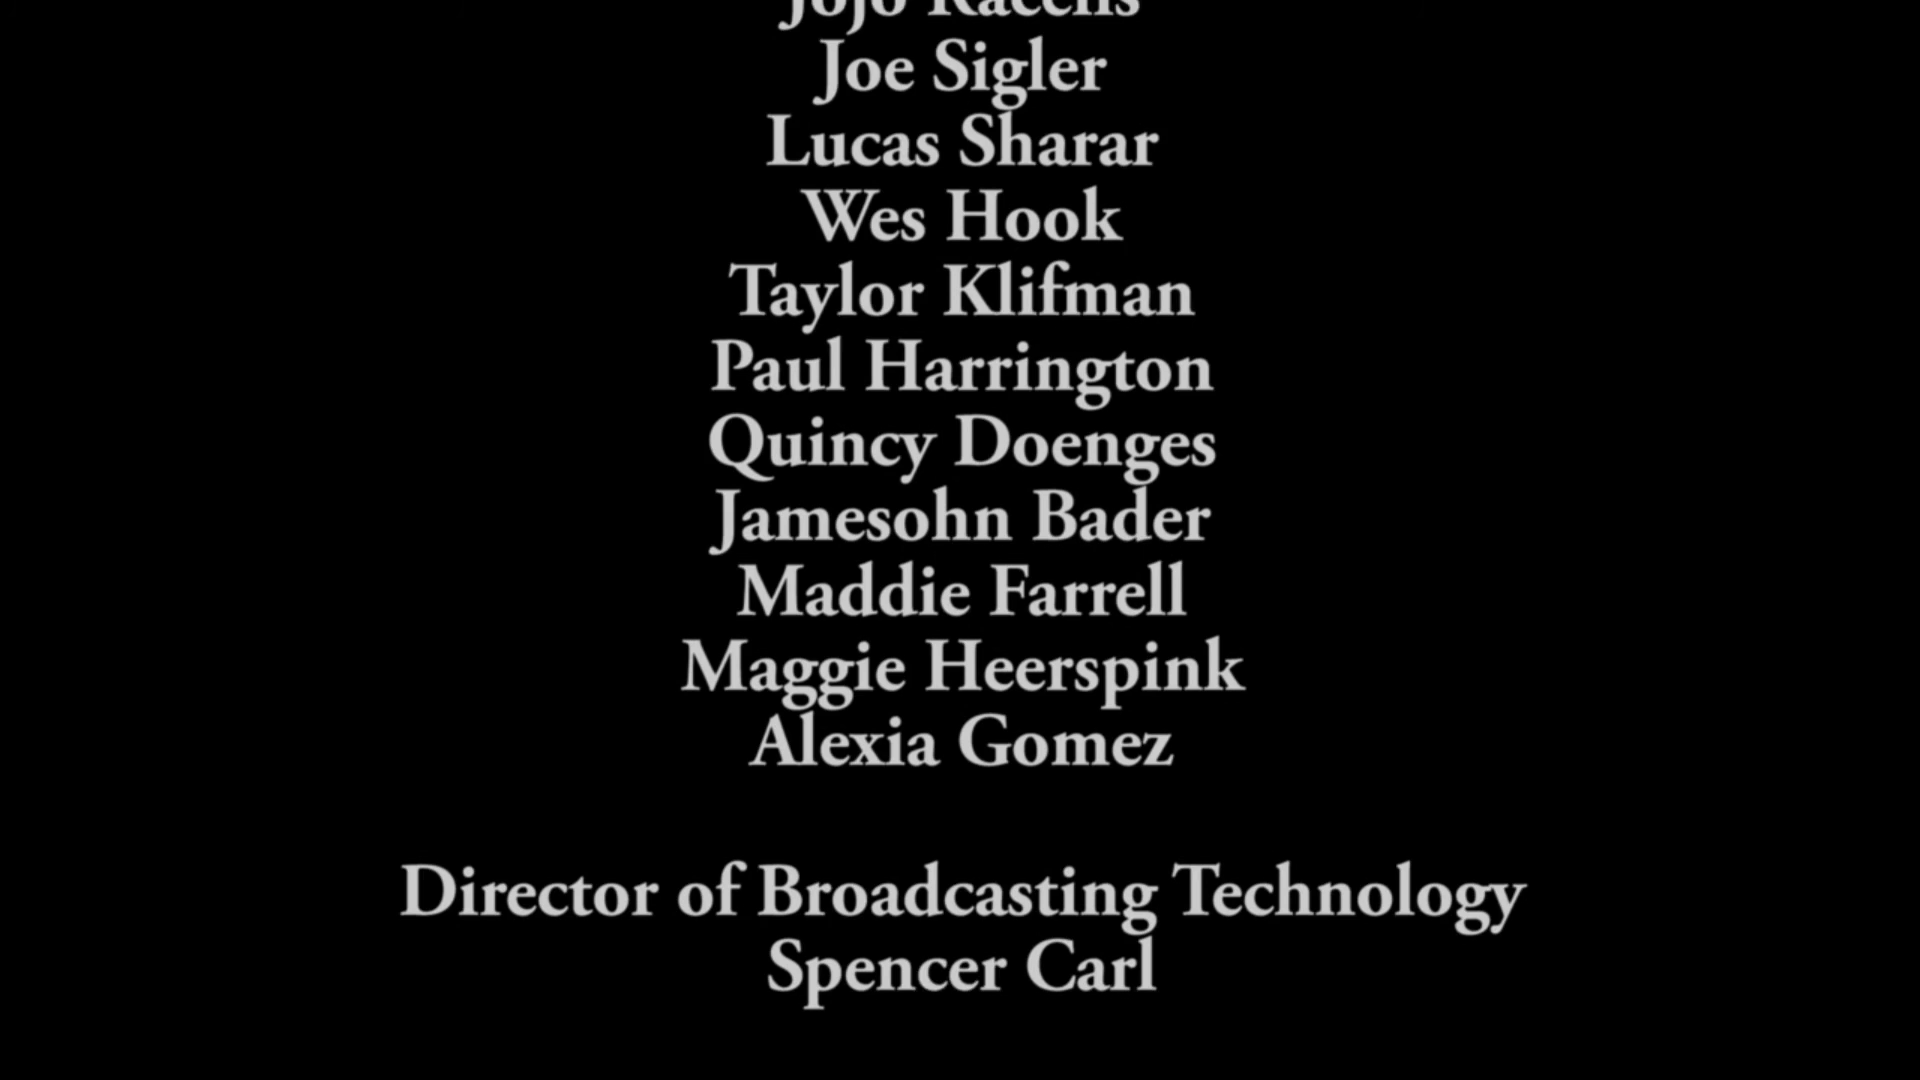 Joe Sigler
Lucas Sharar
Wes Hook
Taylor Klifman
Paul Harrington
Quincy Doenges
Jamesohn Bader
Maddie Farrell
Maggie Heerspink
Alexia Gomez
Director of Broadcasting Technology
Spencer Carl